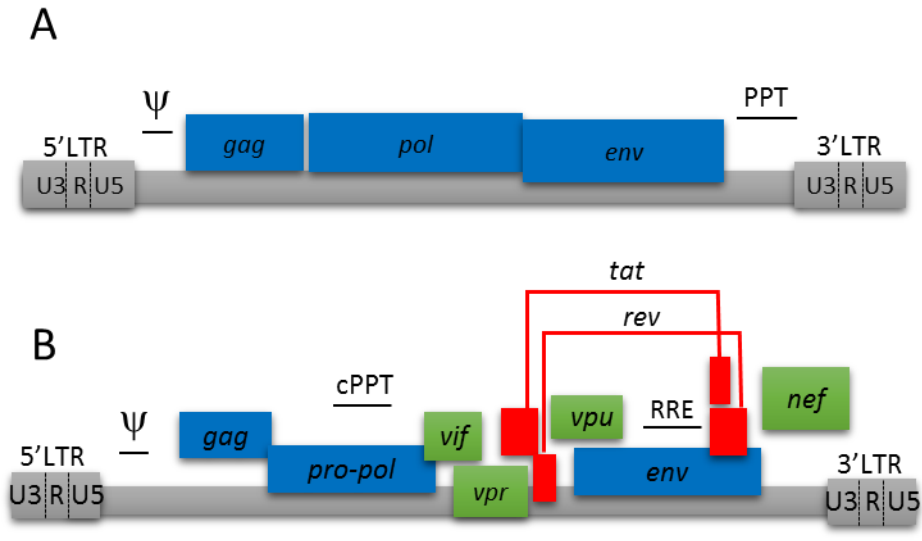 A
Ψ
PPT
gag
pol
env
5'LTR
3'LTR
U3 R U5
U3 R U5
tat
rev
B
cPPT
Ψ
gag
vif
vpu
RRE
nef
5'LTR
pro-pol
env
3'LTR
U3 R U5
vpr
U3 R U5